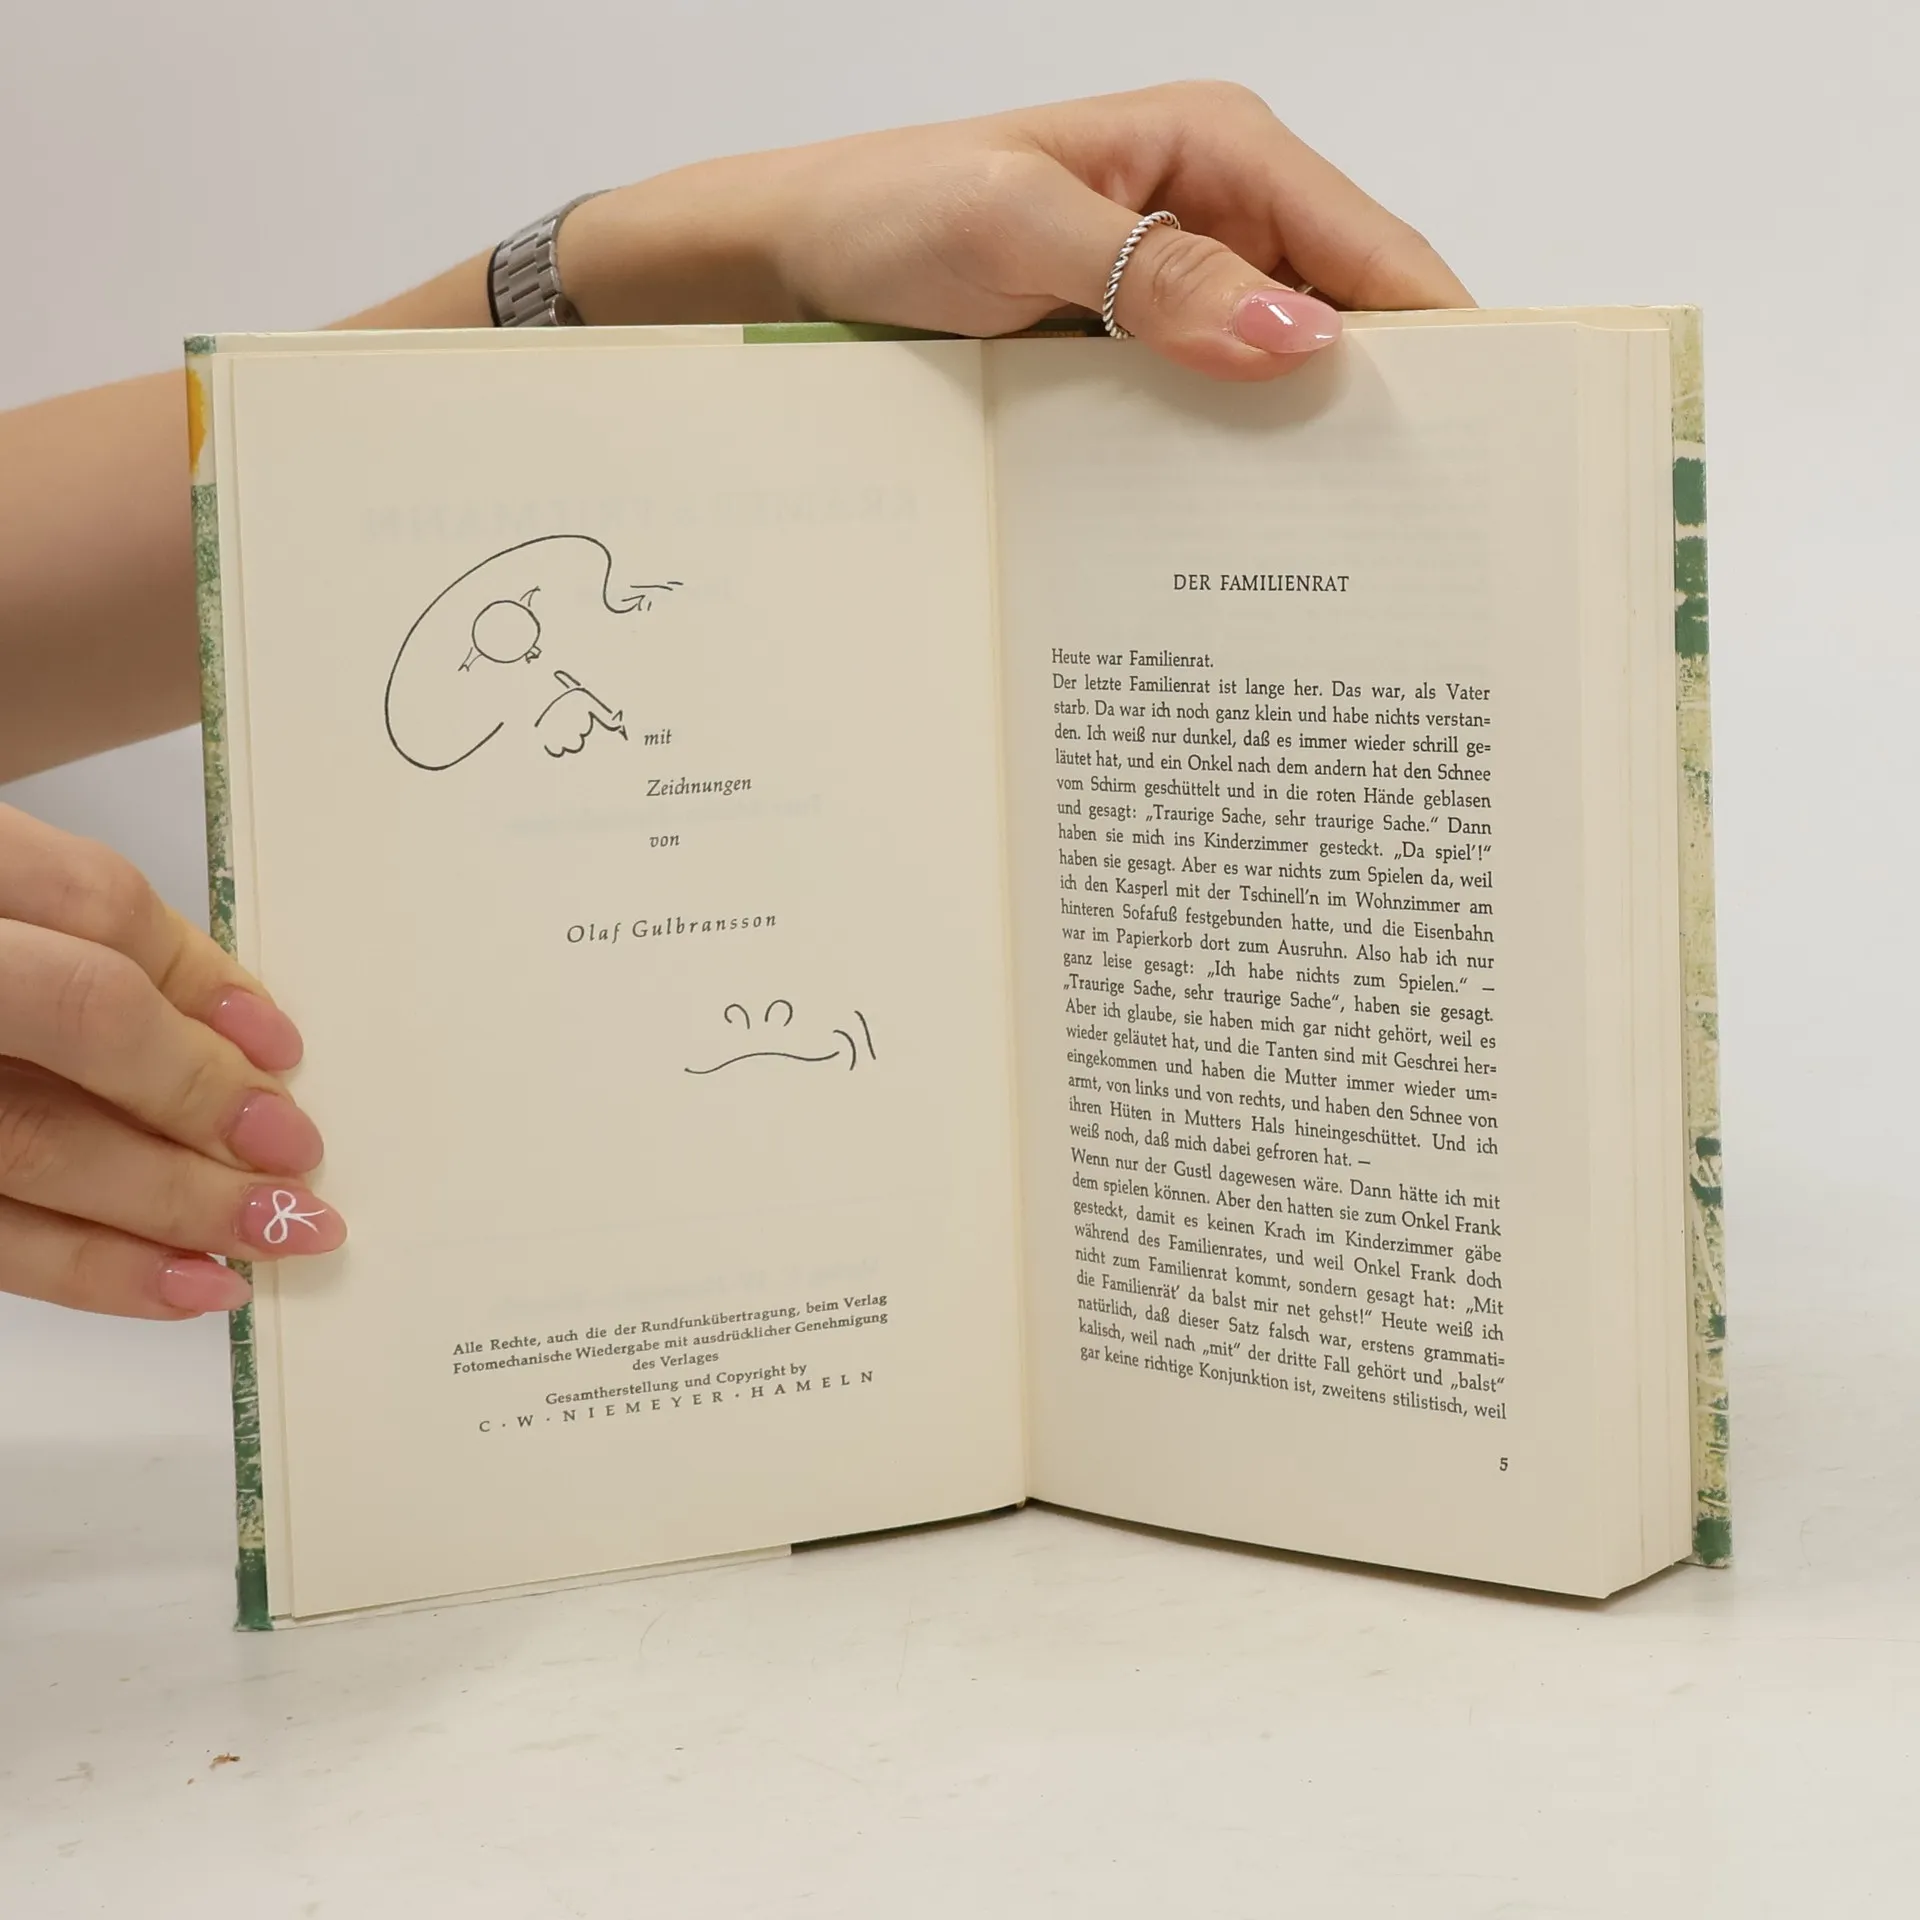 mit
Zeichnungen
von
Olaf Gulbransson
Alle Rechte, auch die der Rundfunkübertragung, beim Verlag
Fotomechanische Wiedergabe mit ausdrücklicher Genehmigung
des Verlages
Gesamtherstellung und Copyright by
C · W · NIEMEYER · HAMELN
DER FAMILIENRAT
Heute war Familienrat.
Der letzte Familienrat ist lange her. Das war, als Vater
starb. Da war ich noch ganz klein und habe nichts verstan=
den. Ich weiß nur dunkel, daß es immer wieder schrill ge=
läutet hat, und ein Onkel nach dem andern hat den Schnee
vom Schirm geschüttelt und in die roten Hände geblasen
und gesagt: „Traurige Sache, sehr traurige Sache.“ Dann
haben sie mich ins Kinderzimmer gesteckt. „Da spiel’!“
haben sie gesagt. Aber es war nichts zum Spielen da, weil
ich den Kasperl mit der Tschinell’n im Wohnzimmer am
hinteren Sofafuß festgebunden hatte, und die Eisenbahn
war im Papierkorb dort zum Ausruhn. Also hab ich nur
ganz leise gesagt: „Ich habe nichts zum Spielen.“ —
„Traurige Sache, sehr traurige Sache“, haben sie gesagt.
Aber ich glaube, sie haben mich gar nicht gehört, weil es
wieder geläutet hat, und die Tanten sind mit Geschrei her=
eingekommen und haben die Mutter immer wieder um=
armt, von links und von rechts, und haben den Schnee von
ihren Hüten in Mutters Hals hineingeschüttet. Und ich
weiß noch, daß mich dabei gefroren hat. —
Wenn nur der Gustl dagewesen wäre. Dann hätte ich mit
dem spielen können. Aber den hatten sie zum Onkel Frank
gesteckt, damit es keinen Krach im Kinderzimmer gäbe
während des Familienrates, und weil Onkel Frank doch
nicht zum Familienrat kommt, sondern gesagt hat: „Mit
die Familienrät’ da balst mir net gehst!“ Heute weiß ich
natürlich, daß dieser Satz falsch war, erstens grammati=
kalisch, weil nach „mit“ der dritte Fall gehört und „balst“
gar keine richtige Konjunktion ist, zweitens stilistisch, weil
5